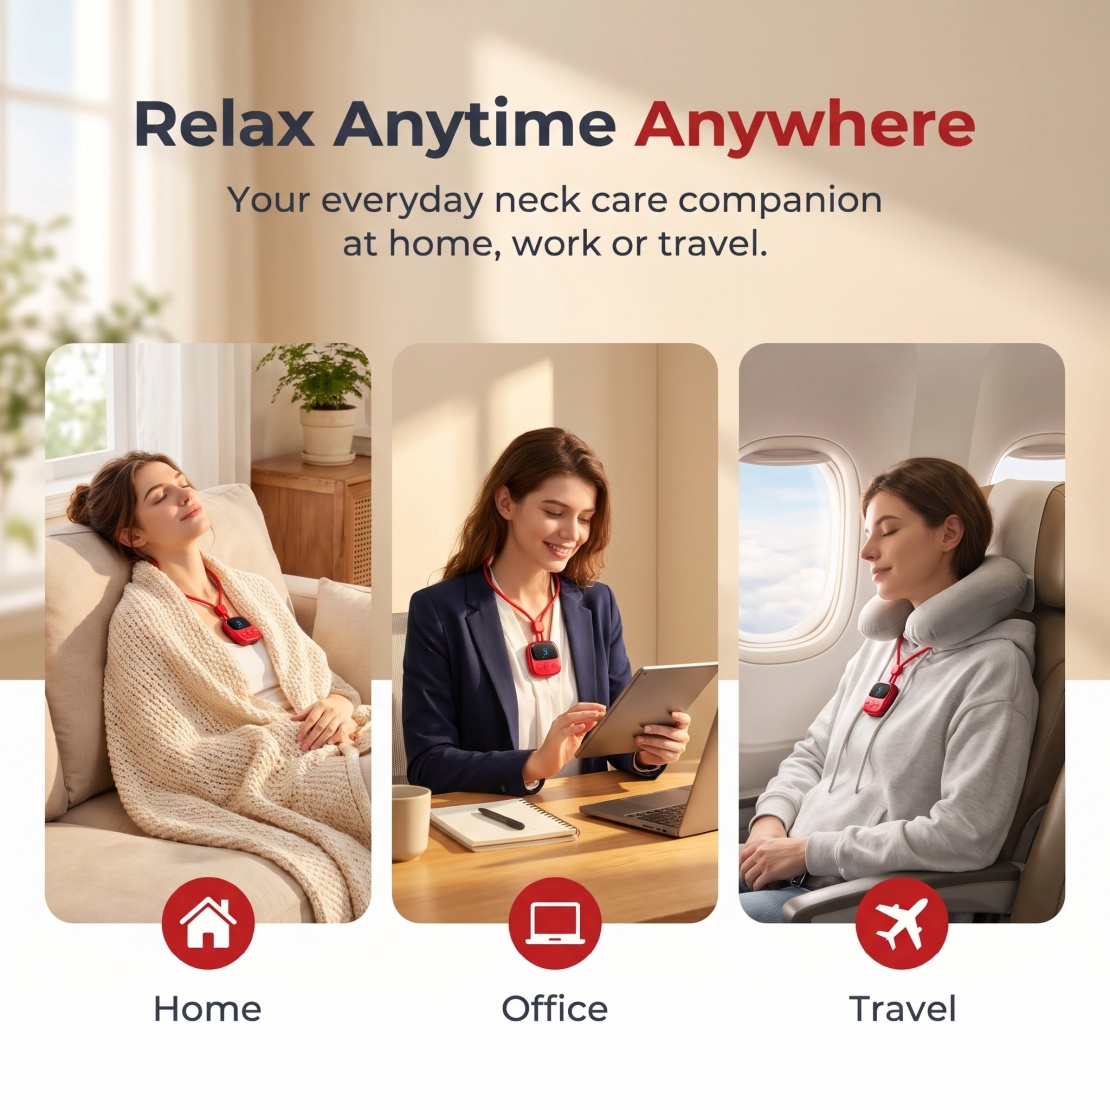 Relax Anytime Anywhere
Your everyday neck care companion
at home, work or travel.
Home
Office
Travel